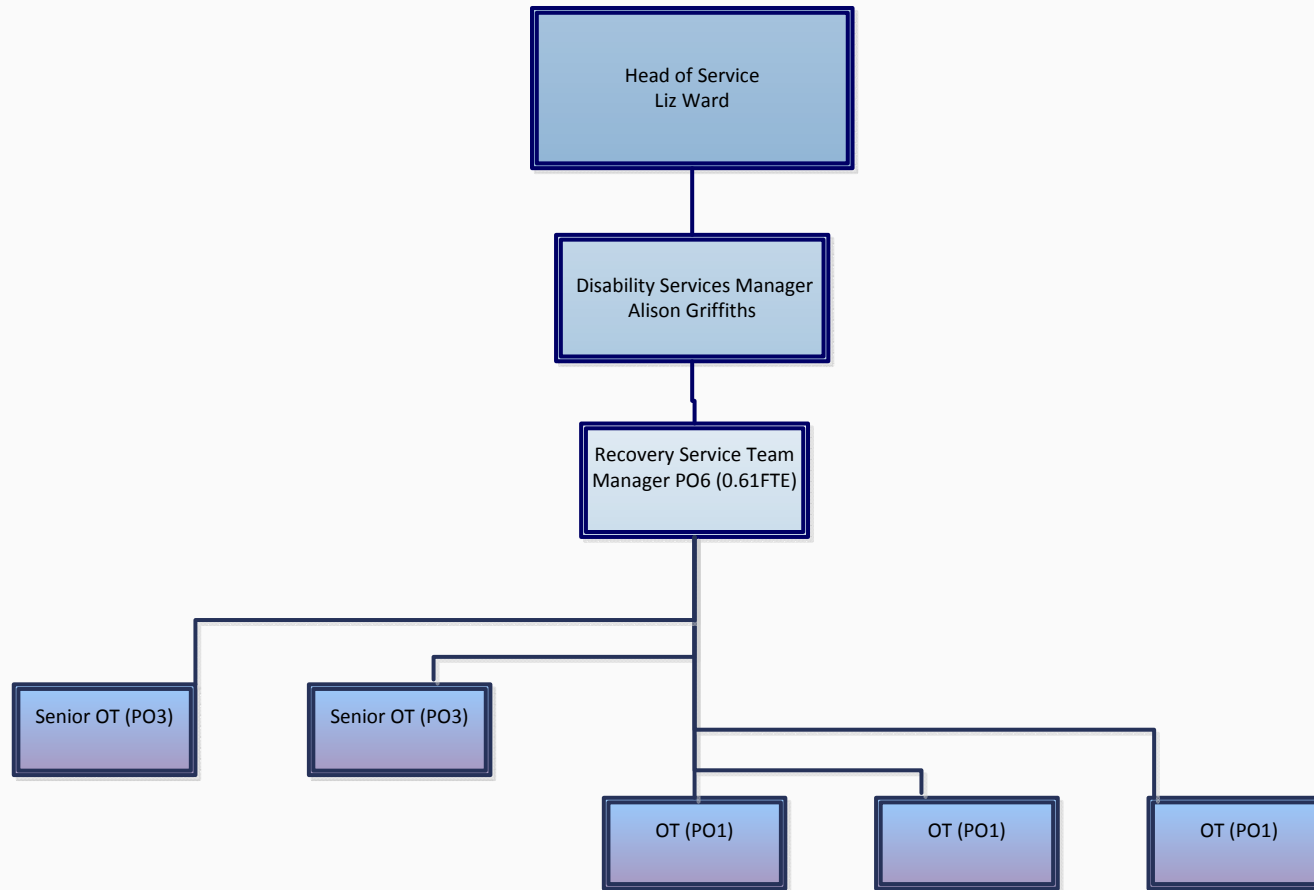 Head of Service
Liz Ward
Disability Services Manager
Alison Griffiths
Recovery Service Team
Manager PO6 (0.61FTE)
Senior OT (PO3)
Senior OT (PO3)
OT (PO1)
OT (PO1)
OT (PO1)